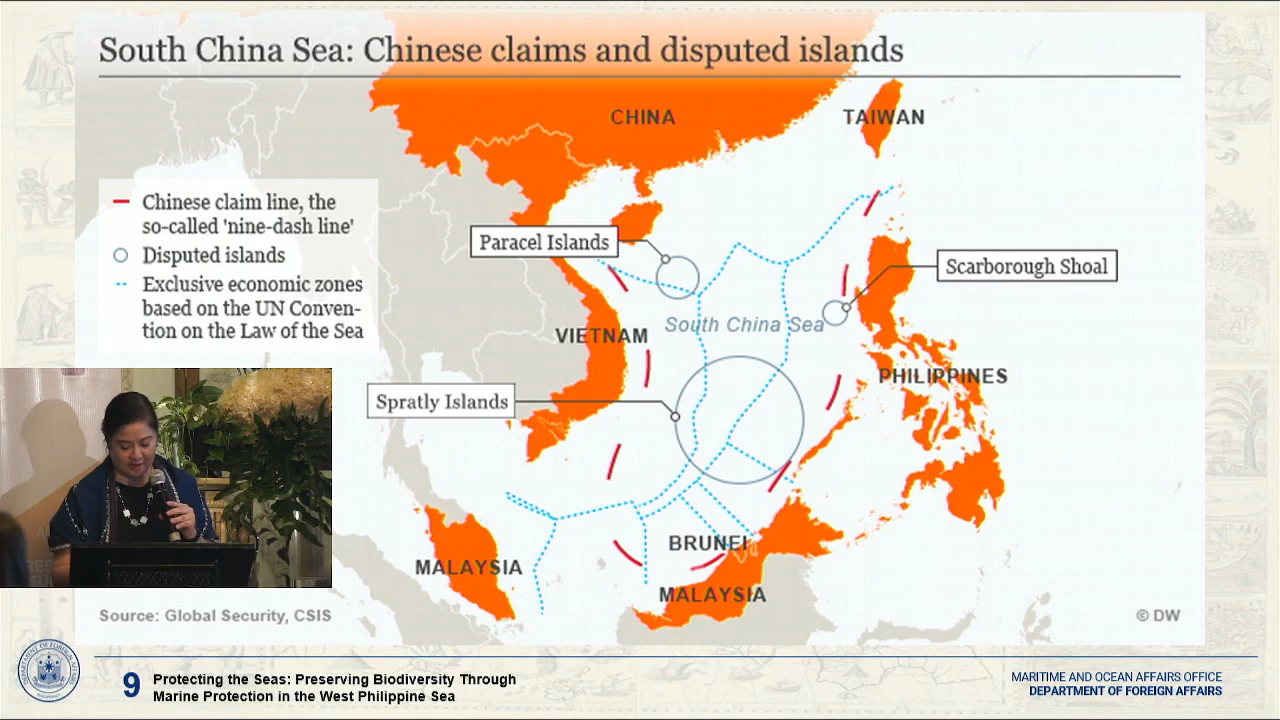 South China Sea: Chinese claims and disputed islands
CHINA
TAIWAN
Chinese claim line, the
so-called 'nine-dash line'
Disputed islands
Exclusive economic zones
based on the UN Conven-
tion on the Law of the Sea
Paracel Islands
Scarborough Shoal
South China Sea
VIETNAM
PHILIPPINES
Spratly Islands
BRUNEI
MALAYSIA
MALAYSIA
Source: Global Security, CSIS
© DW
9
Protecting the Seas: Preserving Biodiversity Through
Marine Protection in the West Philippine Sea
MARITIME AND OCEAN AFFAIRS OFFICE
DEPARTMENT OF FOREIGN AFFAIRS